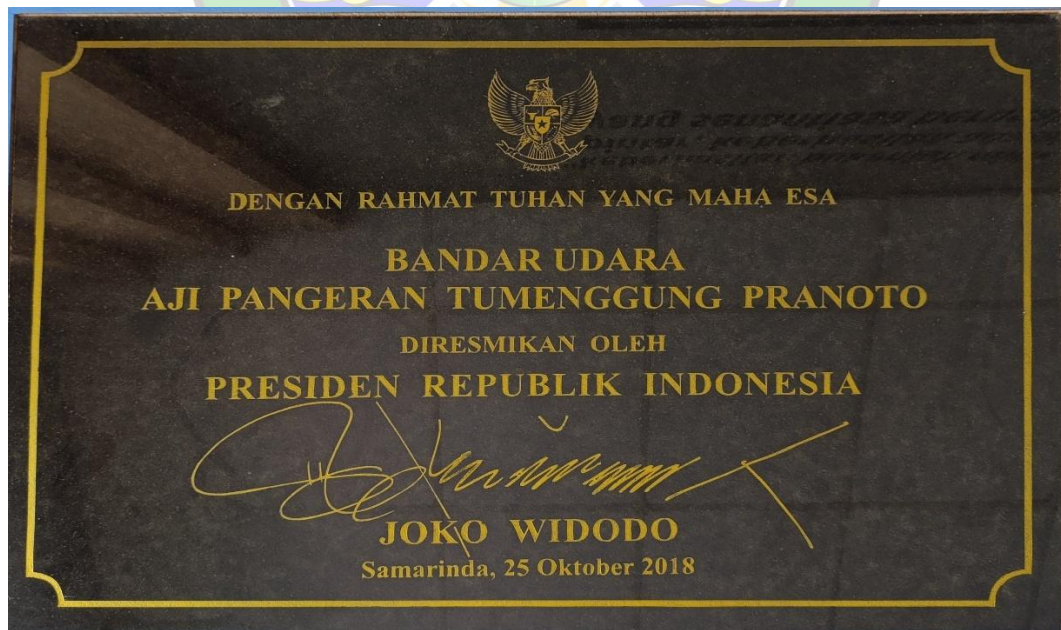 DENGAN RAHMAT TUHAN YANG MAHA ESA
BANDAR UDARA
AJI PANGERAN TUMENGGUNG PRANOTO
DIRESMIKAN OLEH
PRESIDEN REPUBLIK INDONESIA
JOKO WIDODO
Samarinda, 25 Oktober 2018